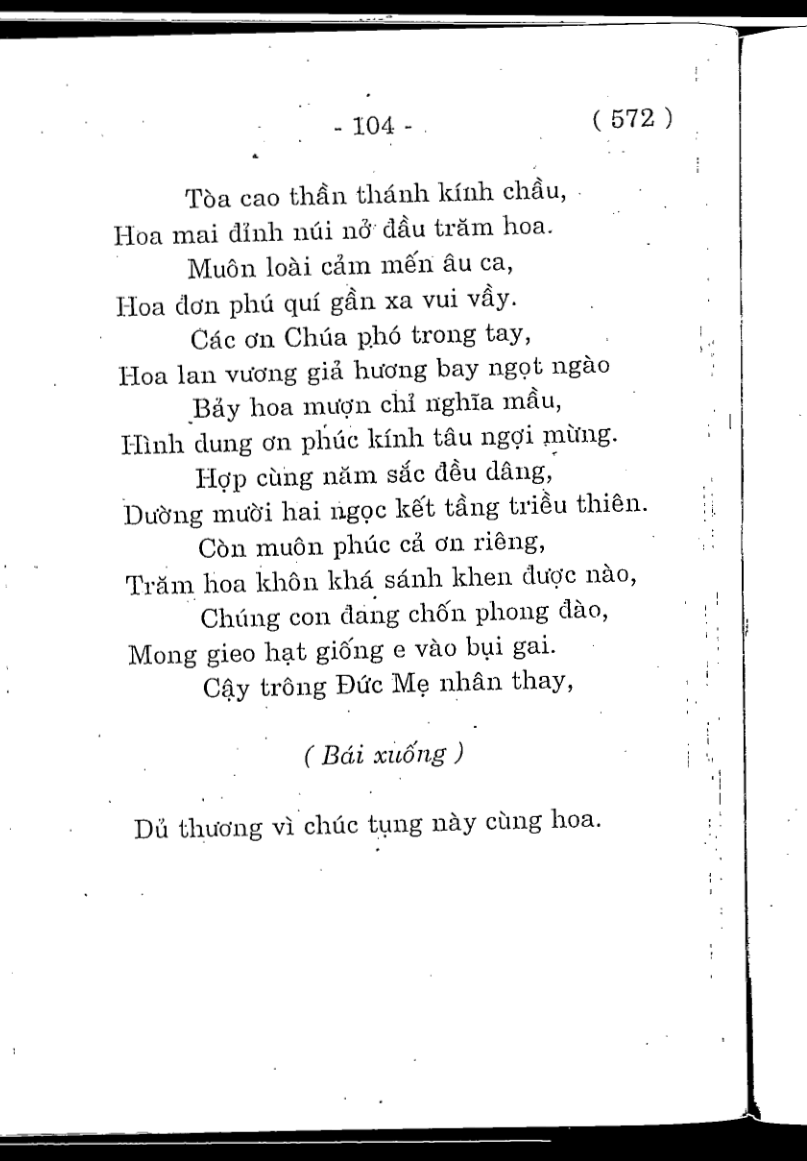 - 104 - ( 572 )
Tòa cao thần thánh kính chầu,
Hoa mai đỉnh núi nở đầu trăm hoa.
Muôn loài cảm mến âu ca,
Hoa đơn phú quí gần xa vui vầy.
Các ơn Chúa phó trong tay,
Hoa lan vương giả hương bay ngọt ngào
Bảy hoa mượn chỉ nghĩa mầu,
Hình dung ơn phúc kính tâu ngợi mừng.
Hợp cùng năm sắc đều dâng,
Dường mười hai ngọc kết tầng triều thiên.
Còn muôn phúc cả ơn riêng,
Trăm hoa khôn khá sánh khen được nào,
Chúng con đang chốn phong đào,
Mong gieo hạt giống e vào bụi gai.
Cậy trông Đức Mẹ nhân thay,
( Bái xuống )
Dủ thương vì chúc tụng này cùng hoa.